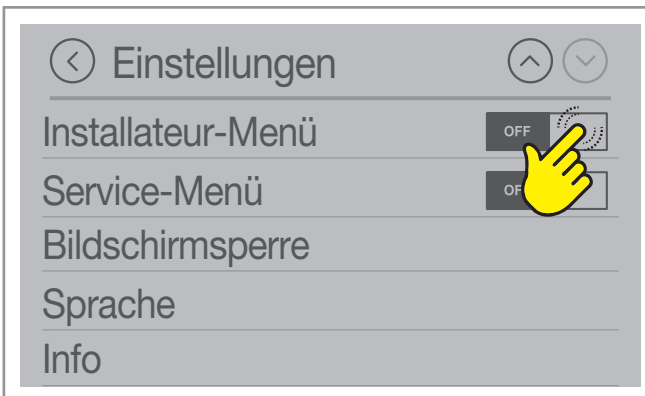 Einstellungen
Installateur-Menü OFF
Service-Menü
Bildschirmsperre
Sprache
Info